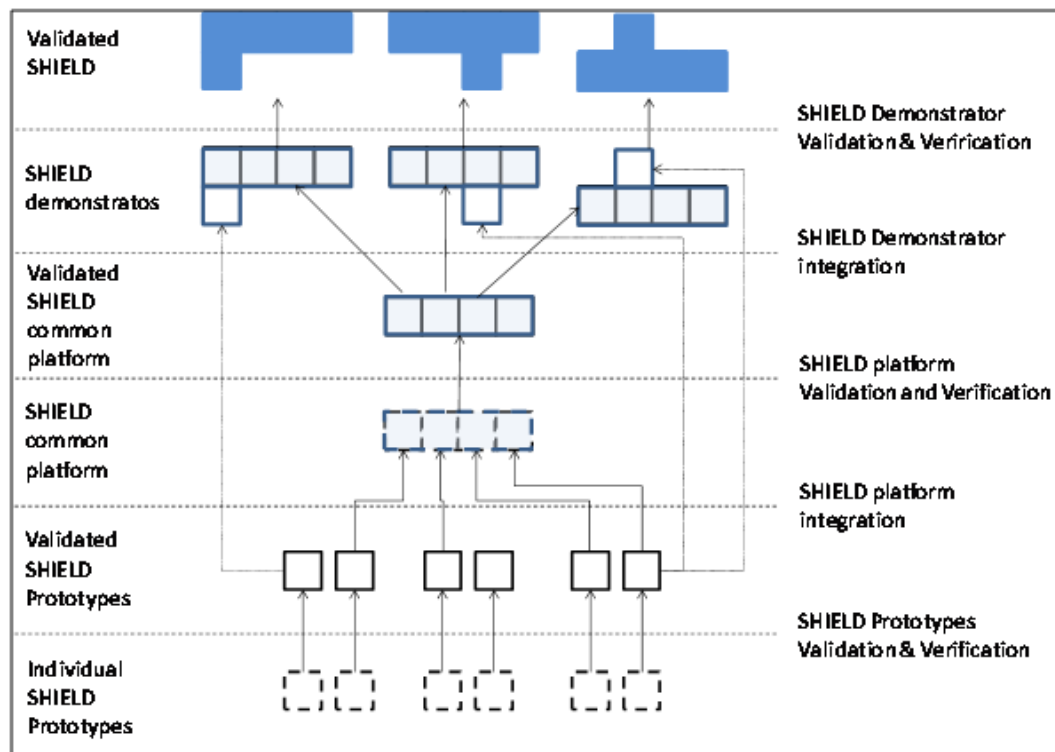 Validated
SHIELD
SHIELD Demonstrator
Validation & Verirication
SHIELD
demonstratos
SHIELD Demonstrator
integration
Validated
SHIELD
common
platform
SHIELD platform
Validation and Verification
SHIELD
common
platform
SHIELD platform
integration
Validated
SHIELD
Prototypes
SHIELD Prototypes
Validation & Verification
Individual
SHIELD
Prototypes